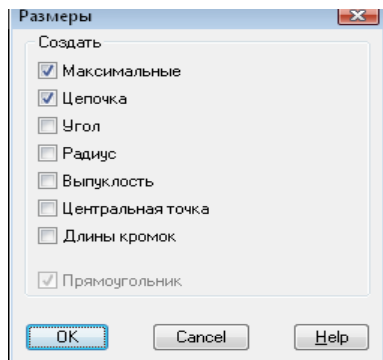 Размеры
Создать
Максимальные
Цепочка
Угол
Радиус
Выпуклость
Центральная точка
Длины кромок
Прямоугольник
OK Cancel Help